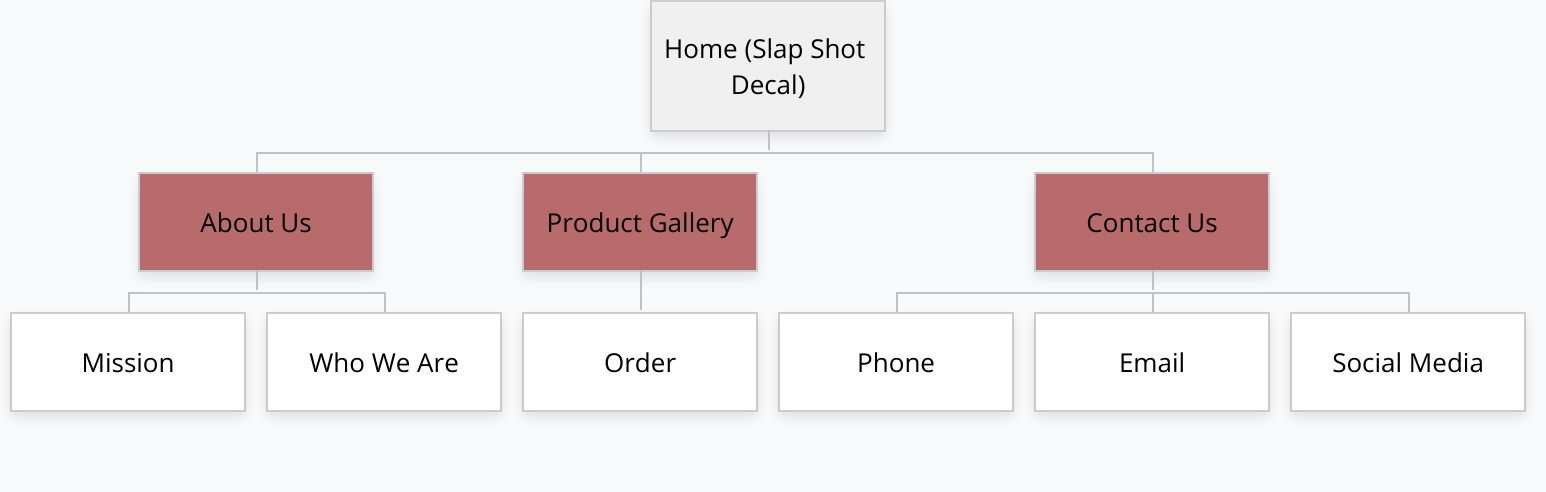 Home (Slap Shot
Decal)
About Us
Product Gallery
Contact Us
Mission
Who We Are
Order
Phone
Email
Social Media